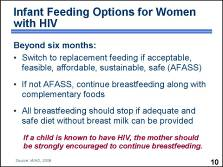 Infant Feeding Options for Women
with HIV
Beyond six months:
• Switch to replacement feeding if acceptable,
feasible, affordable, sustainable, safe (AFASS)
• If not AFASS, continue breastfeeding along with
complementary foods
• All breastfeeding should stop if adequate and
safe diet without breast milk can be provided
If a child is known to have HIV, the mother should
be strongly encouraged to continue breastfeeding.
10